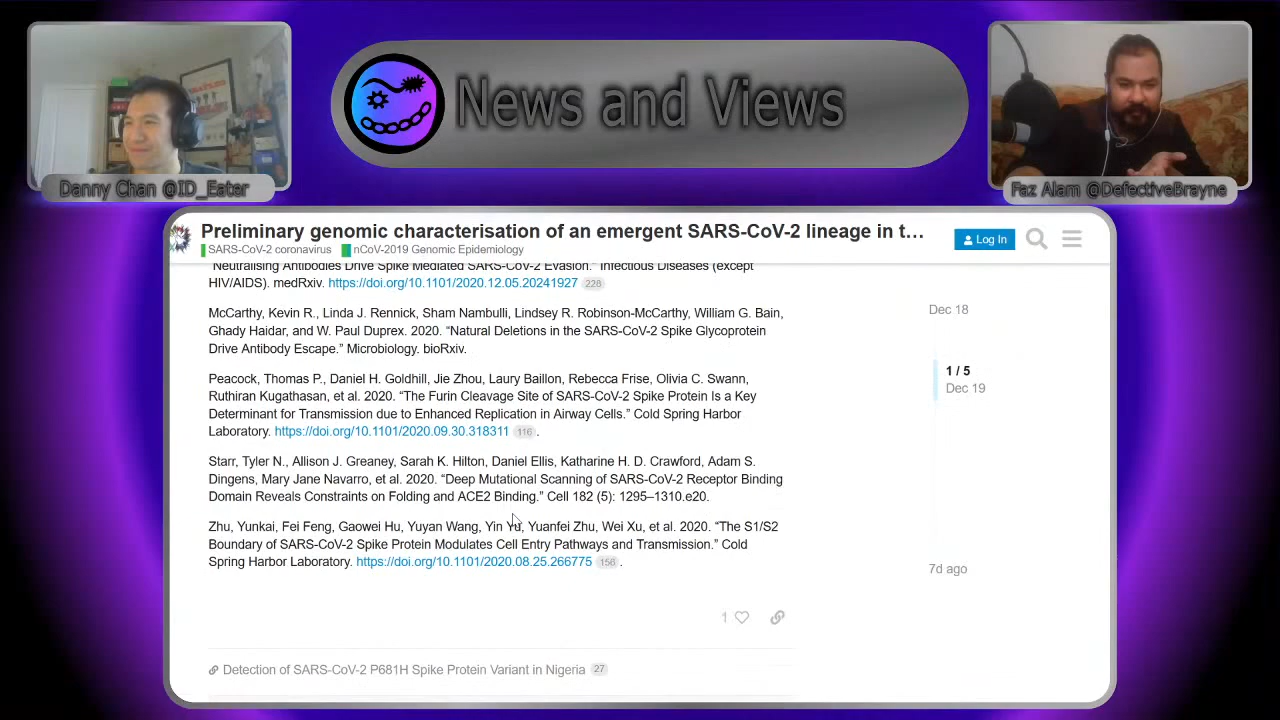 News and Views
Danny Chan @ID_Eater
Faz Alam @DefectiveBrayne
Preliminary genomic characterisation of an emergent SARS-CoV-2 lineage in t…
SARS-CoV-2 coronavirus nCoV-2019 Genomic Epidemiology
Log In
"Neutralising Antibodies Drive Spike Mediated SARS-CoV-2 Evasion." Infectious Diseases (except
HIV/AIDS). medRxiv. https://doi.org/10.1101/2020.12.05.20241927 228
McCarthy, Kevin R., Linda J. Rennick, Sham Nambulli, Lindsey R. Robinson-McCarthy, William G. Bain,
Ghady Haidar, and W. Paul Duprex. 2020. “Natural Deletions in the SARS-CoV-2 Spike Glycoprotein
Drive Antibody Escape.” Microbiology. bioRxiv.
Peacock, Thomas P., Daniel H. Goldhill, Jie Zhou, Laury Baillon, Rebecca Frise, Olivia C. Swann,
Ruthiran Kugathasan, et al. 2020. “The Furin Cleavage Site of SARS-CoV-2 Spike Protein Is a Key
Determinant for Transmission due to Enhanced Replication in Airway Cells.” Cold Spring Harbor
Laboratory. https://doi.org/10.1101/2020.09.30.318311 116 .
Starr, Tyler N., Allison J. Greaney, Sarah K. Hilton, Daniel Ellis, Katharine H. D. Crawford, Adam S.
Dingens, Mary Jane Navarro, et al. 2020. “Deep Mutational Scanning of SARS-CoV-2 Receptor Binding
Domain Reveals Constraints on Folding and ACE2 Binding.” Cell 182 (5): 1295–1310.e20.
Zhu, Yunkai, Fei Feng, Gaowei Hu, Yuyan Wang, Yin Yu, Yuanfei Zhu, Wei Xu, et al. 2020. “The S1/S2
Boundary of SARS-CoV-2 Spike Protein Modulates Cell Entry Pathways and Transmission.” Cold
Spring Harbor Laboratory. https://doi.org/10.1101/2020.08.25.266775 156 .
1
Detection of SARS-CoV-2 P681H Spike Protein Variant in Nigeria 27
Dec 18
1 / 5
Dec 19
7d ago